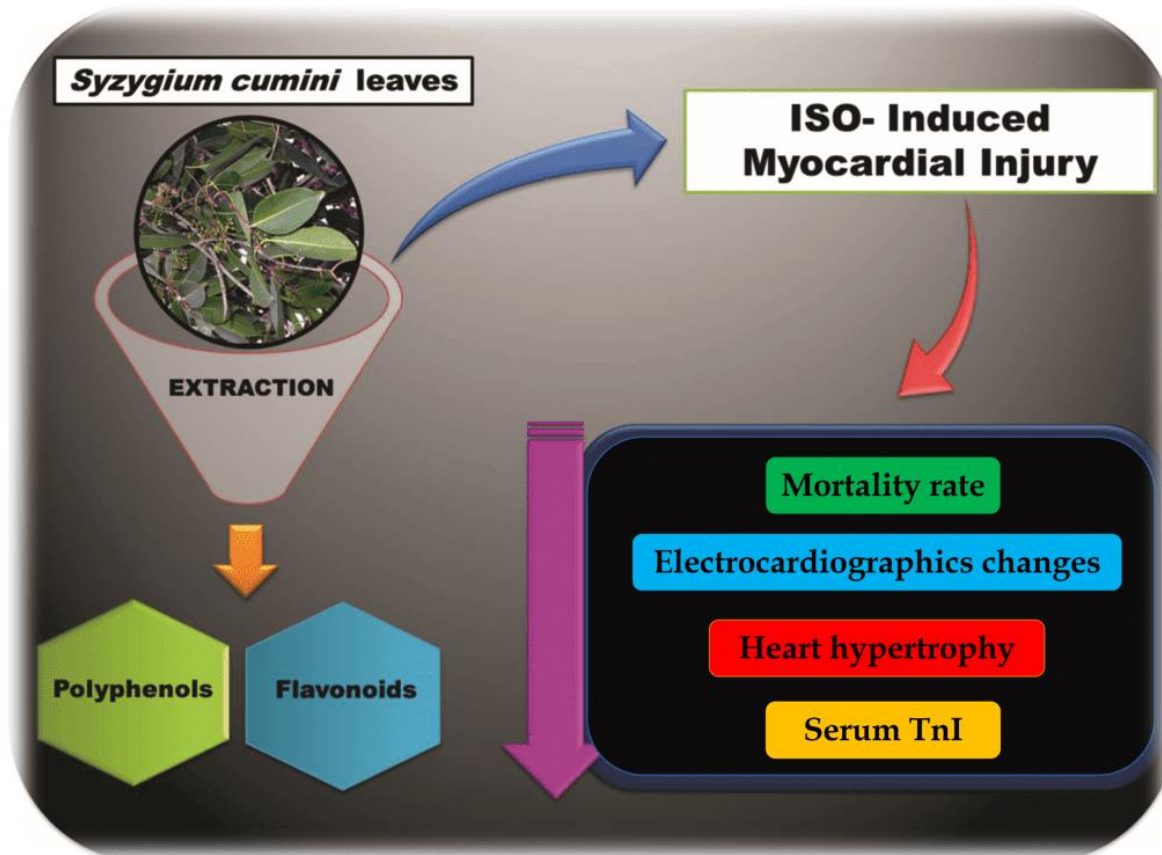 Syzygium cumini leaves
ISO- Induced
Myocardial Injury
EXTRACTION
Polyphenols
Flavonoids
Mortality rate
Electrocardiographics changes
Heart hypertrophy
Serum TnI